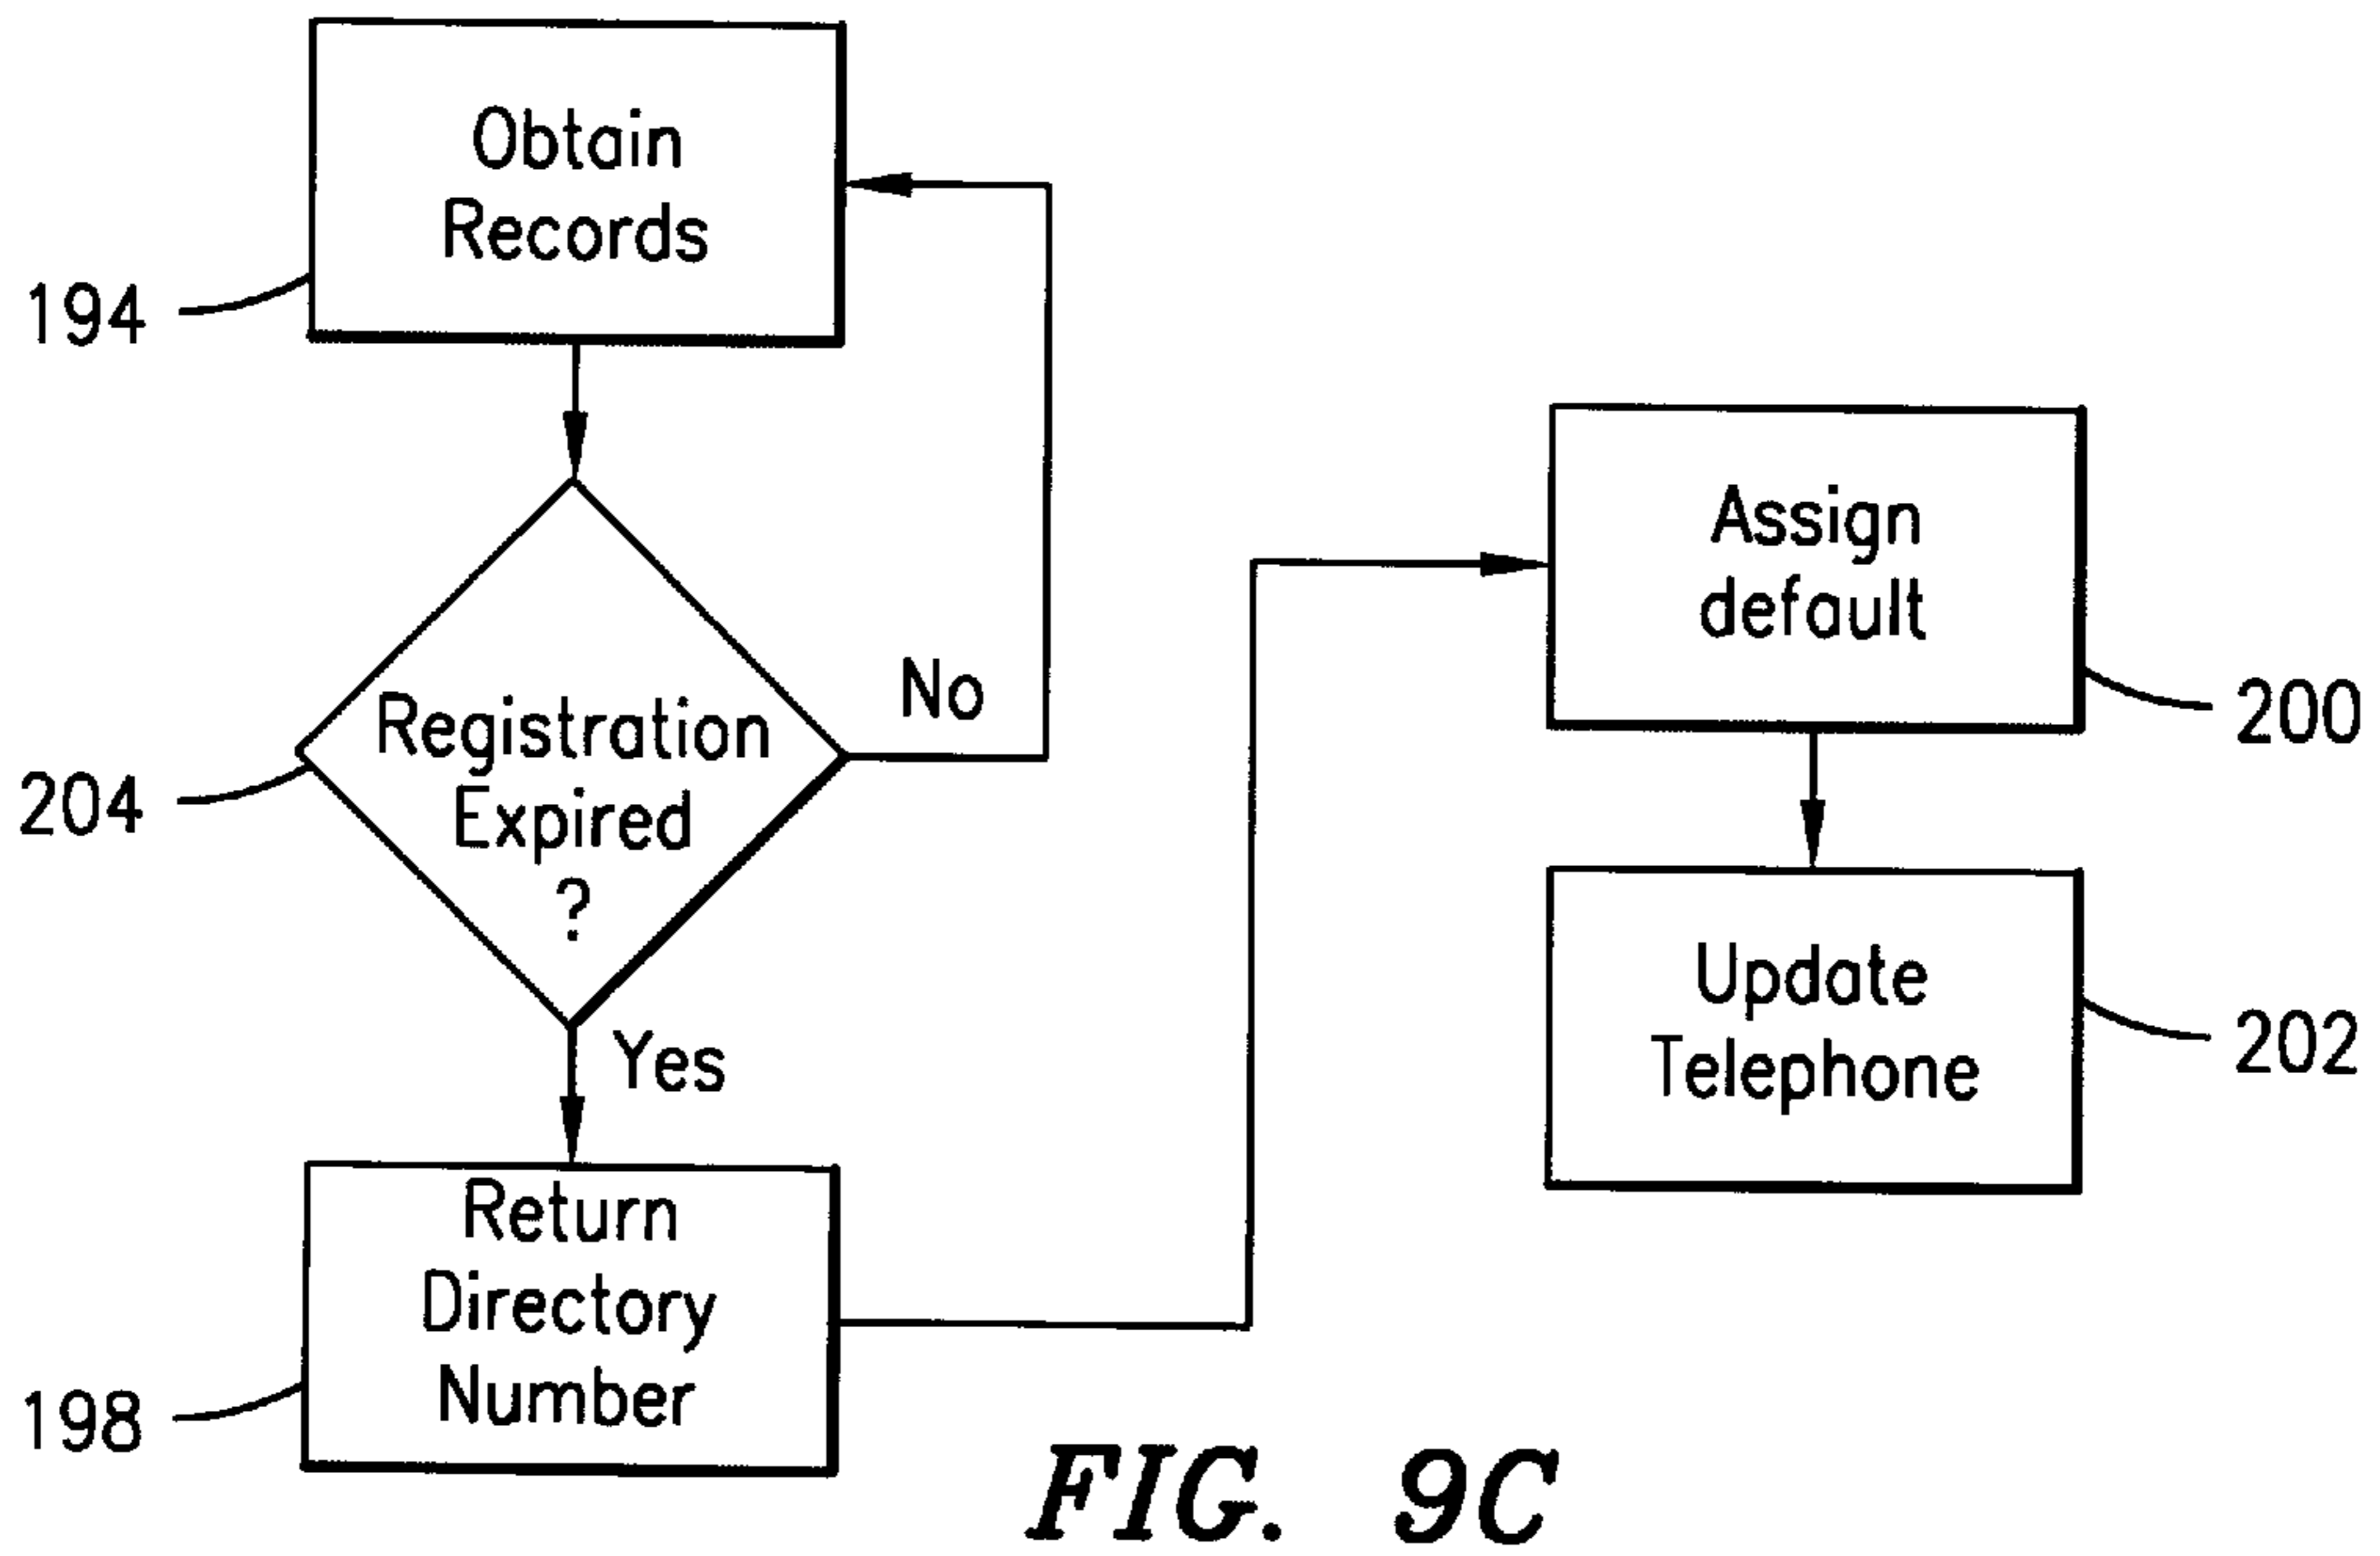 Obtain
Records
194
Registration
Expired
?
204
No
Yes
Return
Directory
Number
198
Assign
default
200
Update
Telephone
202
FIG. 9C